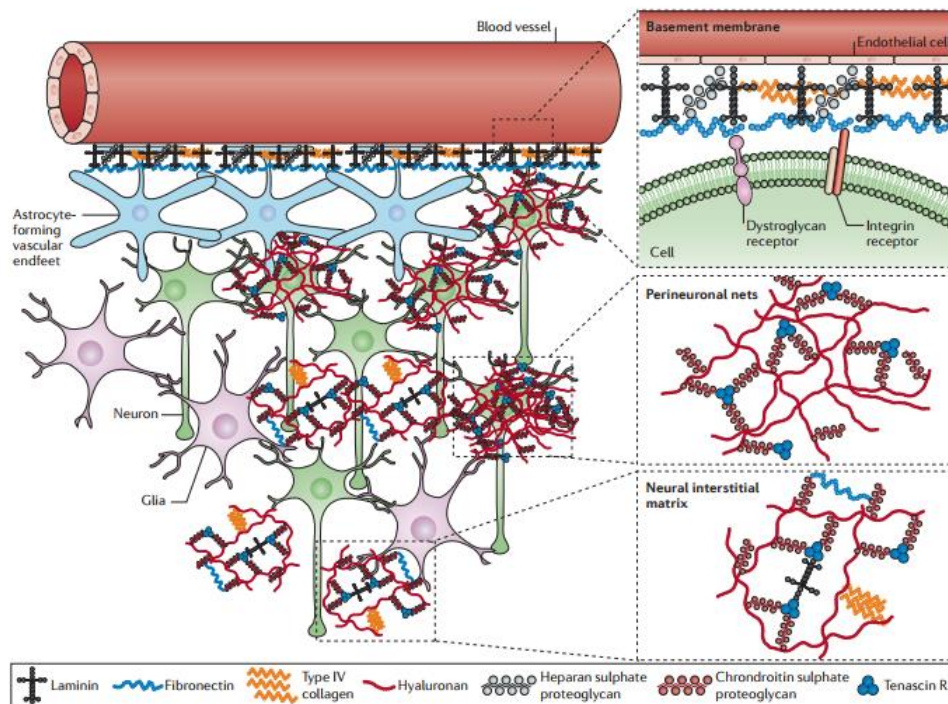 Blood vessel
Astrocyte-
forming
vascular
endfeet
Neuron
Glia
Basement membrane
Endothelial cell
Dystroglycan
receptor
Integrin
receptor
Cell
Perineuronal nets
Neural interstitial
matrix
Laminin
Fibronectin
Type IV
collagen
Hyaluronan
Heparan sulphate
proteoglycan
Chrondroitin sulphate
proteoglycan
Tenascin R